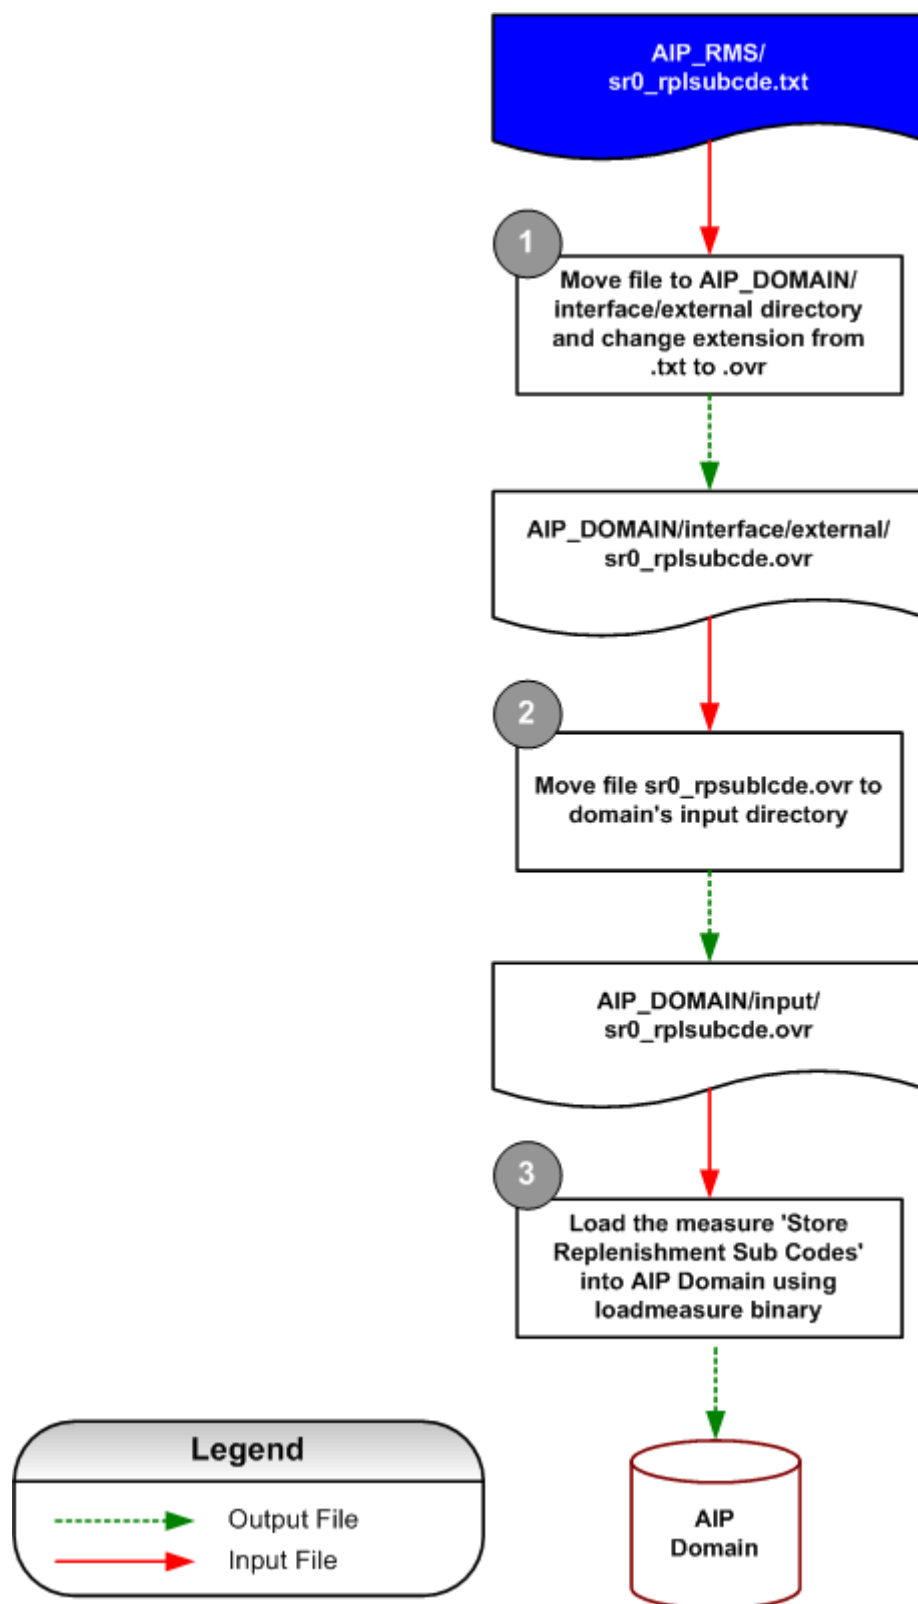 AIP_RMS/
sr0_rplsubcde.txt
1
Move file to AIP_DOMAIN/
interface/external directory
and change extension from
.txt to .ovr
AIP_DOMAIN/interface/external/
sr0_rplsubcde.ovr
2
Move file sr0_rpsublcde.ovr to
domain's input directory
AIP_DOMAIN/input/
sr0_rplsubcde.ovr
3
Load the measure 'Store
Replenishment Sub Codes'
into AIP Domain using
loadmeasure binary
Legend
Output File
Input File
AIP
Domain